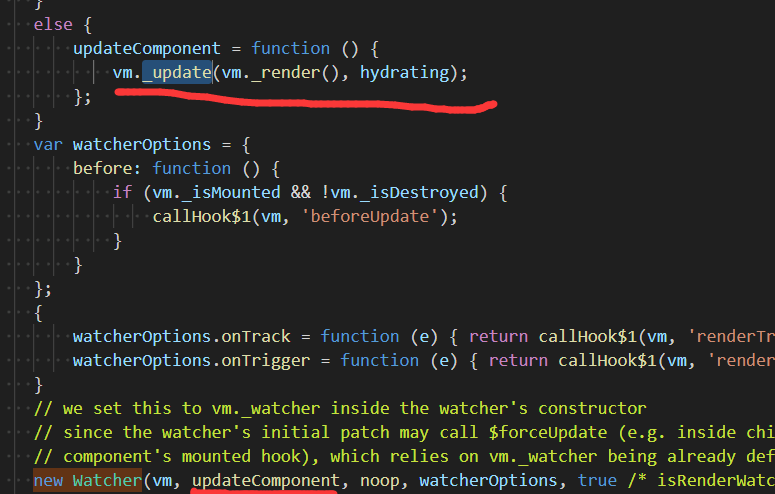 }
else {
updateComponent = function () {
vm._update(vm._render(), hydrating);
};
}
var watcherOptions = {
before: function () {
if (vm._isMounted && !vm._isDestroyed) {
callHook$1(vm, 'beforeUpdate');
}
}
};
{
watcherOptions.onTrack = function (e) { return callHook$1(vm, 'renderTr
watcherOptions.onTrigger = function (e) { return callHook$1(vm, 'render
}
// we set this to vm._watcher inside the watcher's constructor
// since the watcher's initial patch may call $forceUpdate (e.g. inside chi
// component's mounted hook), which relies on vm._watcher being already def
new Watcher(vm, updateComponent, noop, watcherOptions, true /* isRenderWatc